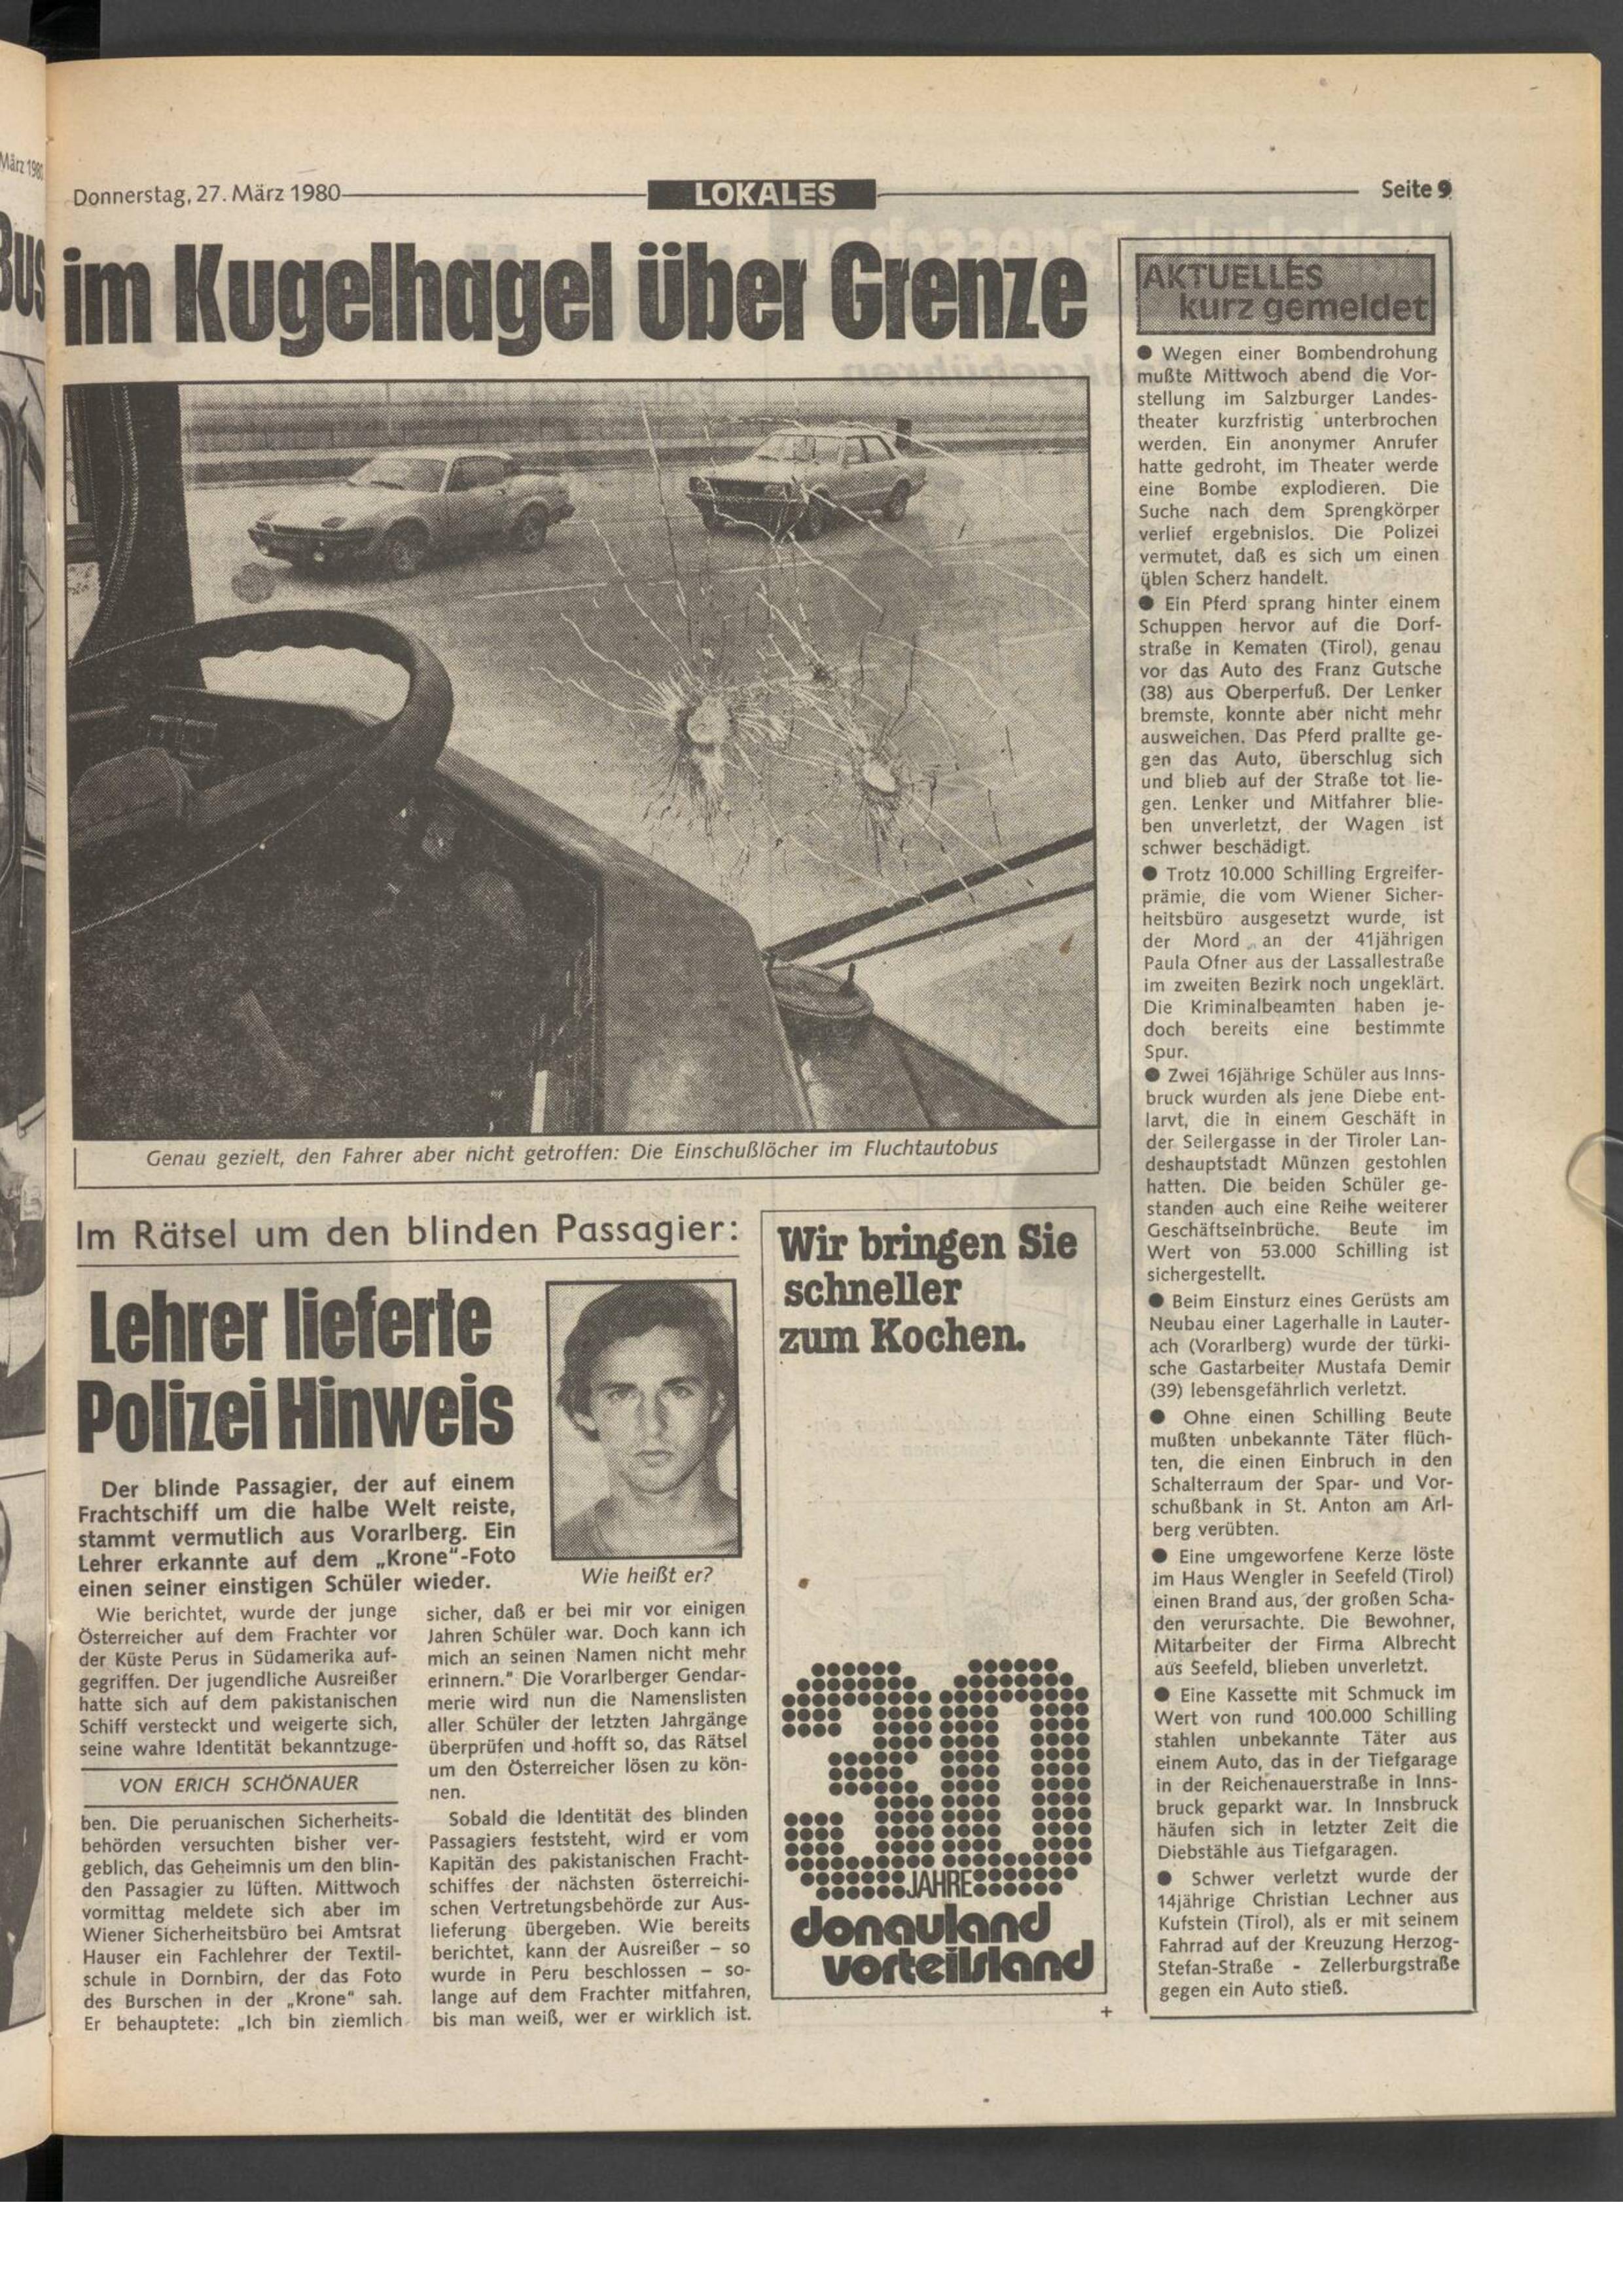 März 1980
Bus
Donnerstag, 27. März 1980
LOKALES
Seite 9
im Kugelhagel über Grenze
Genau gezielt, den Fahrer aber nicht getroffen: Die Einschußlöcher im Fluchtautobus
Im Rätsel um den blinden Passagier:
Lehrer lieferte
Polizei Hinweis
Der blinde Passagier, der auf einem
Frachtschiff um die halbe Welt reiste,
stammt vermutlich aus Vorarlberg. Ein
Lehrer erkannte auf dem „Krone"-Foto
einen seiner einstigen Schüler wieder.
Wie heißt er?
Wie berichtet, wurde der junge
Österreicher auf dem Frachter vor
der Küste Perus in Südamerika auf-
gegriffen. Der jugendliche Ausreißer
hatte sich auf dem pakistanischen
Schiff versteckt und weigerte sich,
seine wahre Identität bekanntzuge-
VON ERICH SCHÖNAUER
ben. Die peruanischen Sicherheits-
behörden versuchten bisher ver-
geblich, das Geheimnis um den blin-
den Passagier zu lüften. Mittwoch
vormittag meldete sich aber im
Wiener Sicherheitsbüro bei Amtsrat
Hauser ein Fachlehrer der Textil-
schule in Dornbirn, der das Foto
des Burschen in der „Krone" sah.
Er behauptete: „Ich bin ziemlich
sicher, daß er bei mir vor einigen
Jahren Schüler war. Doch kann ich
mich an seinen Namen nicht mehr
erinnern." Die Vorarlberger Gendar-
merie wird nun die Namenslisten
aller Schüler der letzten Jahrgänge
überprüfen und hofft so, das Rätsel
um den Österreicher lösen zu kön-
nen.
Sobald die Identität des blinden
Passagiers feststeht, wird er vom
Kapitän des pakistanischen Fracht-
schiffes der nächsten österreichi-
schen Vertretungsbehörde zur Aus-
lieferung übergeben. Wie bereits
berichtet, kann der Ausreißer – so
wurde in Peru beschlossen – so-
lange auf dem Frachter mitfahren,
bis man weiß, wer er wirklich ist.
Wir bringen Sie
schneller
zum Kochen.
30
JAHRE
donauland
vorteilsland
+
AKTUELLES
kurz gemeldet
● Wegen einer Bombendrohung
mußte Mittwoch abend die Vor-
stellung im Salzburger Landes-
theater kurzfristig unterbrochen
werden. Ein anonymer Anrufer
hatte gedroht, im Theater werde
eine Bombe explodieren. Die
Suche nach dem Sprengkörper
verlief ergebnislos. Die Polizei
vermutet, daß es sich um einen
üblen Scherz handelt.
● Ein Pferd sprang hinter einem
Schuppen hervor auf die Dorf-
straße in Kematen (Tirol), genau
vor das Auto des Franz Gutsche
(38) aus Oberperfuß. Der Lenker
bremste, konnte aber nicht mehr
ausweichen. Das Pferd prallte ge-
gen das Auto, überschlug sich
und blieb auf der Straße tot lie-
gen. Lenker und Mitfahrer blie-
ben unverletzt, der Wagen ist
schwer beschädigt.
● Trotz 10.000 Schilling Ergreifer-
prämie, die vom Wiener Sicher-
heitsbüro ausgesetzt wurde, ist
der Mord an der 41jährigen
Paula Ofner aus der Lassallestraße
im zweiten Bezirk noch ungeklärt.
Die Kriminalbeamten haben je-
doch bereits eine bestimmte
Spur.
● Zwei 16jährige Schüler aus Inns-
bruck wurden als jene Diebe ent-
larvt, die in einem Geschäft in
der Seilergasse in der Tiroler Lan-
deshauptstadt Münzen gestohlen
hatten. Die beiden Schüler ge-
standen auch eine Reihe weiterer
Geschäftseinbrüche. Beute im
Wert von 53.000 Schilling ist
sichergestellt.
● Beim Einsturz eines Gerüsts am
Neubau einer Lagerhalle in Lauter-
ach (Vorarlberg) wurde der türki-
sche Gastarbeiter Mustafa Demir
(39) lebensgefährlich verletzt.
● Ohne einen Schilling Beute
mußten unbekannte Täter flüch-
ten, die einen Einbruch in den
Schalterraum der Spar- und Vor-
schußbank in St. Anton am Arl-
berg verübten.
● Eine umgeworfene Kerze löste
im Haus Wengler in Seefeld (Tirol)
einen Brand aus, der großen Scha-
den verursachte. Die Bewohner,
Mitarbeiter der Firma Albrecht
aus Seefeld, blieben unverletzt.
● Eine Kassette mit Schmuck im
Wert von rund 100.000 Schilling
stahlen unbekannte Täter aus
einem Auto, das in der Tiefgarage
in der Reichenauerstraße in Inns-
bruck geparkt war. In Innsbruck
häufen sich in letzter Zeit die
Diebstähle aus Tiefgaragen.
● Schwer verletzt wurde der
14jährige Christian Lechner aus
Kufstein (Tirol), als er mit seinem
Fahrrad auf der Kreuzung Herzog-
Stefan-Straße - Zellerburgstraße
gegen ein Auto stieß.